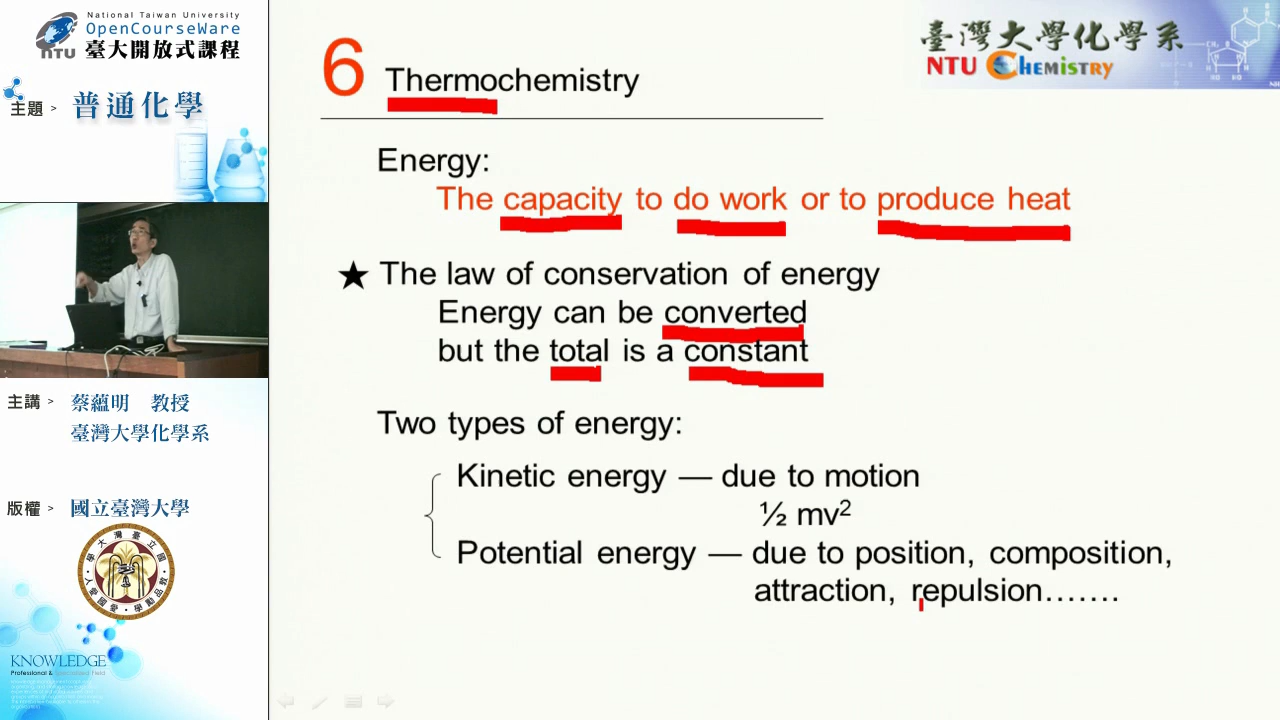 National Taiwan University
OpenCourseWare
NTU 臺大開放式課程
主題 > 普通化學
主講 > 蔡蘊明 教授
臺灣大學化學系
版權 > 國立臺灣大學
KNOWLEDGE
Professional & Specialized Field
臺灣大學化學系
NTU Chemistry
6 Thermochemistry
Energy:
The capacity to do work or to produce heat
★ The law of conservation of energy
Energy can be converted
but the total is a constant
Two types of energy:
Kinetic energy — due to motion
½ mv²
Potential energy — due to position, composition,
attraction, repulsion…….